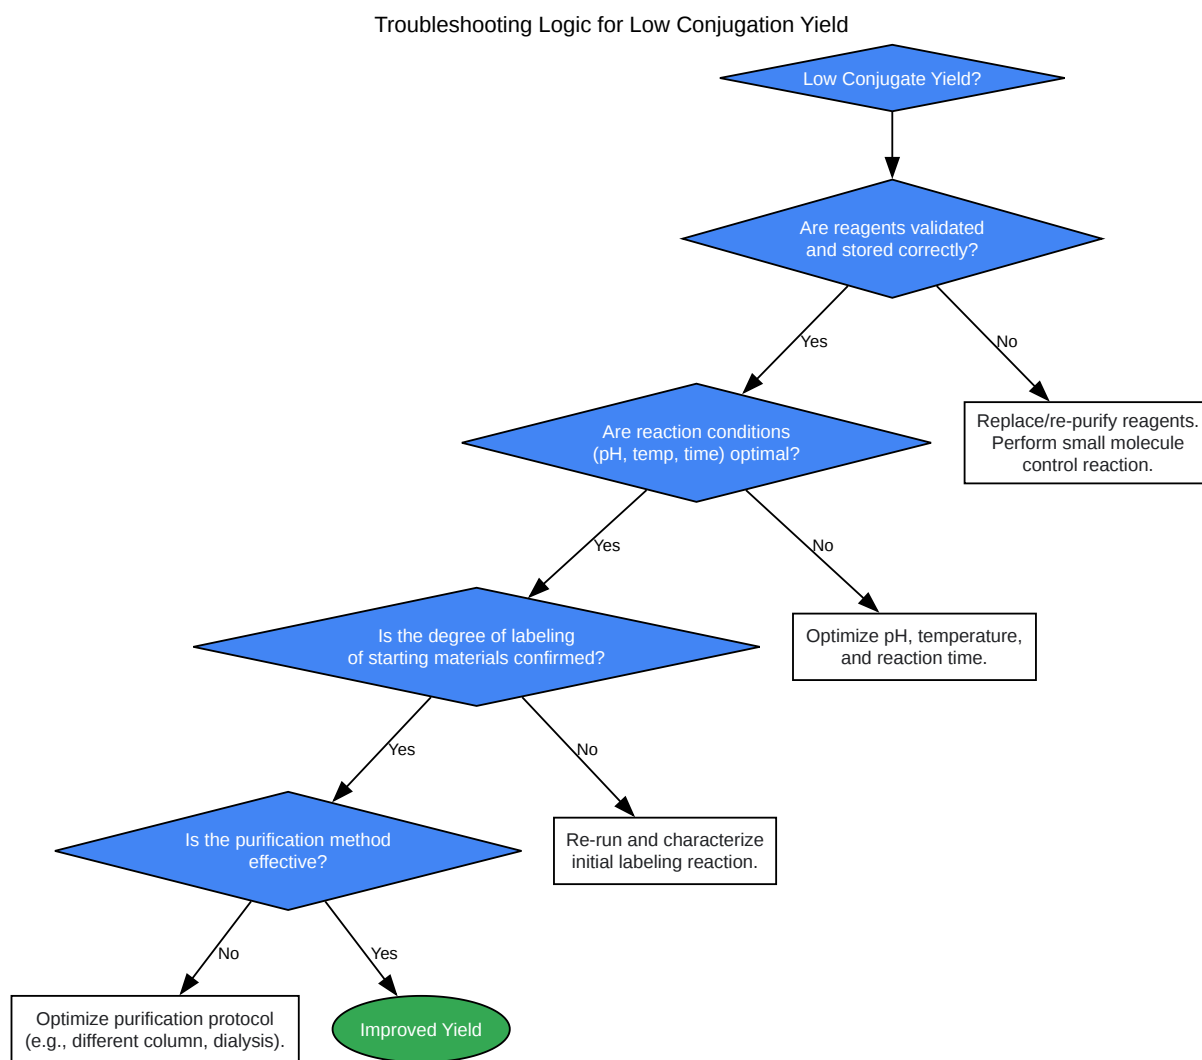 Troubleshooting Logic for Low Conjugation Yield
Low Conjugate Yield?
Are reagents validated
and stored correctly?
Yes
No
Replace/re-purify reagents.
Perform small molecule
control reaction.
Are reaction conditions
(pH, temp, time) optimal?
Yes
No
Optimize pH, temperature,
and reaction time.
Is the degree of labeling
of starting materials confirmed?
Yes
No
Re-run and characterize
initial labeling reaction.
Is the purification method
effective?
No
Yes
Optimize purification protocol
(e.g., different column, dialysis).
Improved Yield